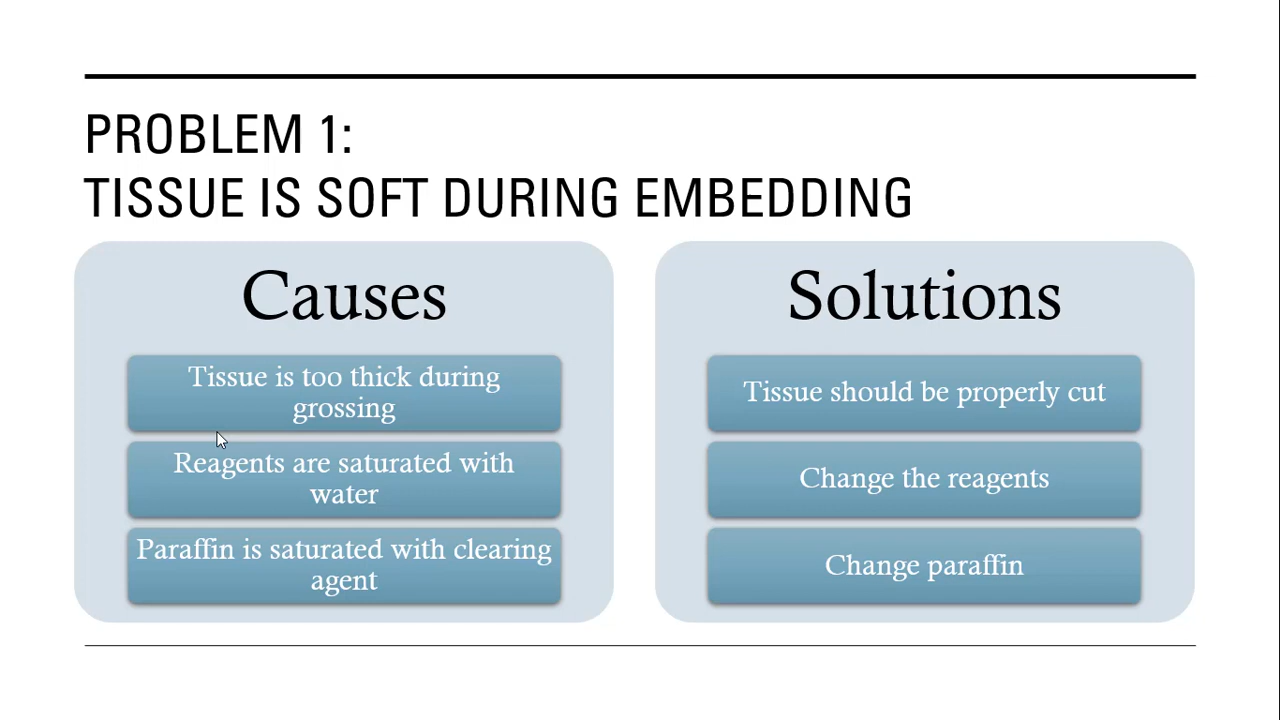 PROBLEM 1:
TISSUE IS SOFT DURING EMBEDDING
Causes
Tissue is too thick during
grossing
Reagents are saturated with
water
Paraffin is saturated with clearing
agent
Solutions
Tissue should be properly cut
Change the reagents
Change paraffin